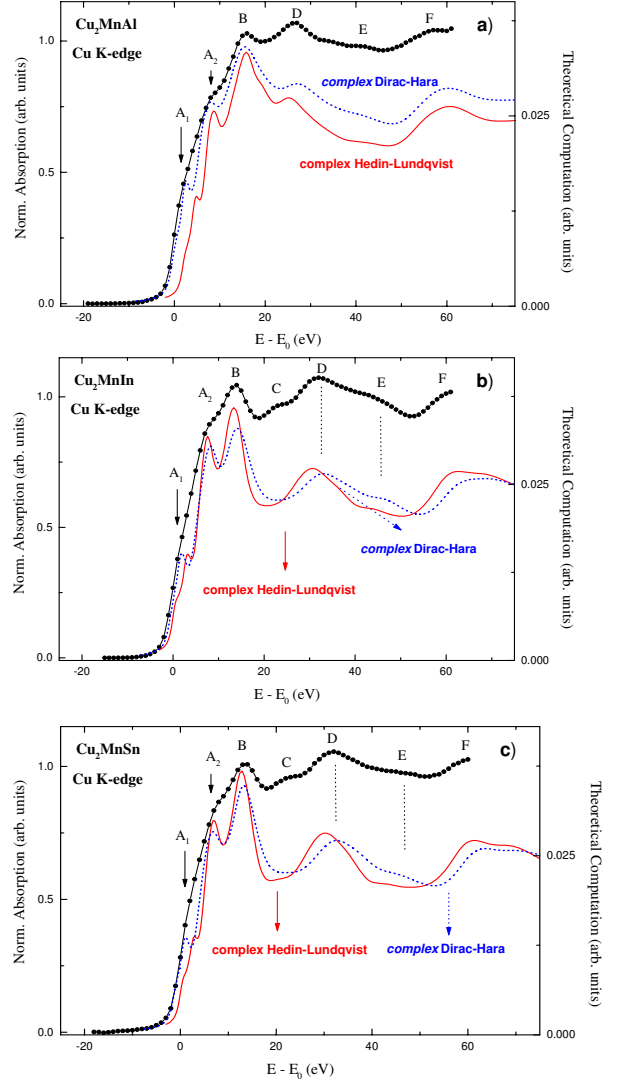 Cu₂MnAl
Cu K-edge
A₁
A₂
B
D
E
F
a)
complex Dirac-Hara
complex Hedin-Lundqvist
Norm. Absorption (arb. units)
1.0
0.5
0.0
-20
0
20
40
60
E - E₀ (eV)
0.025
0.000
Theoretical Computation (arb. units)
Cu₂MnIn
Cu K-edge
A₁
A₂
B
C
D
E
F
b)
complex Dirac-Hara
complex Hedin-Lundqvist
Norm. Absorption (arb. units)
1.0
0.5
0.0
-20
0
20
40
60
E - E₀ (eV)
0.025
0.000
Theoretical Computation (arb. units)
Cu₂MnSn
Cu K-edge
A₁
A₂
B
C
D
E
F
c)
complex Hedin-Lundqvist
complex Dirac-Hara
Norm. Absorption (arb. units)
1.0
0.5
0.0
-20
0
20
40
60
E - E₀ (eV)
0.025
0.000
Theoretical Computation (arb. units)